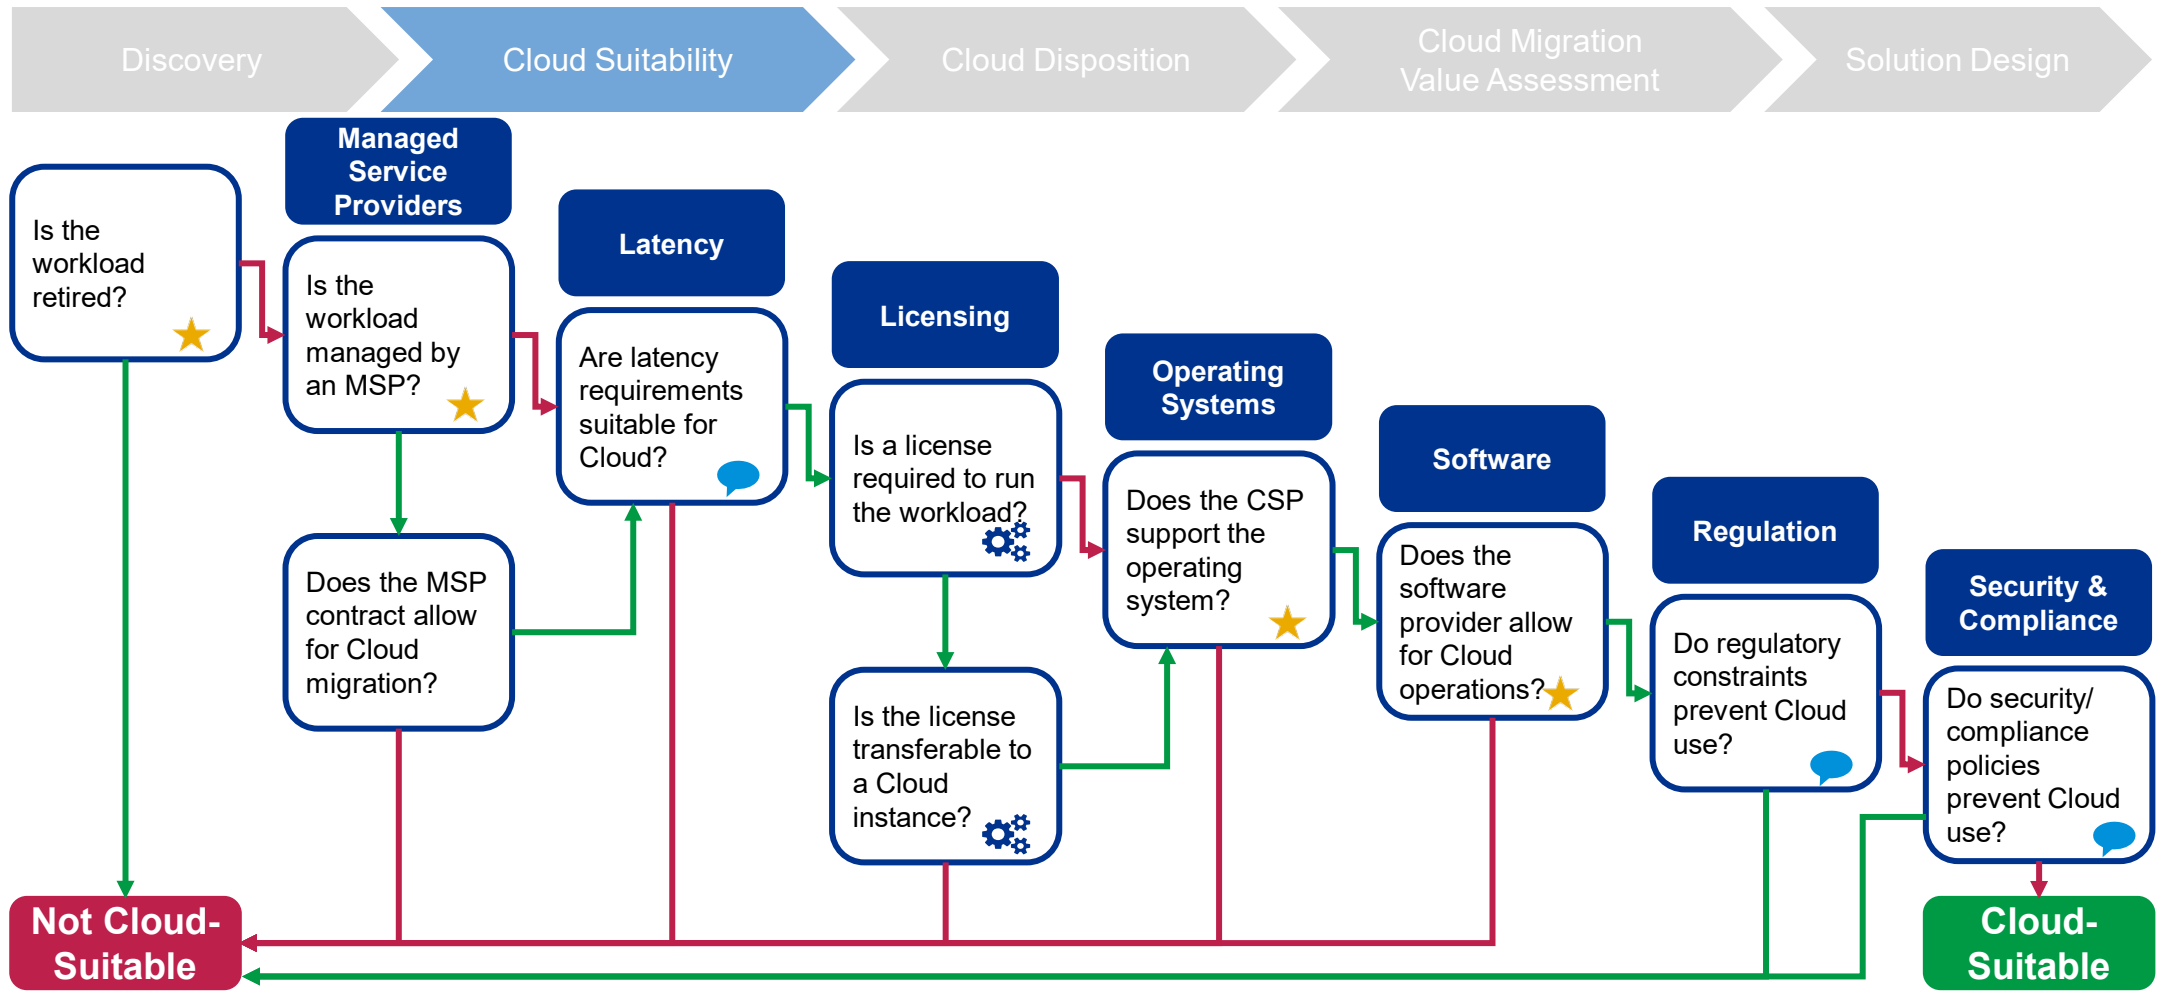 Discovery
Cloud Suitability
Cloud Disposition
Cloud Migration
Value Assessment
Solution Design
Is the
workload
retired?
Managed
Service
Providers
Is the
workload
managed by
an MSP?
Does the MSP
contract allow
for Cloud
migration?
Latency
Are latency
requirements
suitable for
Cloud?
Licensing
Is a license
required to run
the workload?
Is the license
transferable to
a Cloud
instance?
Operating
Systems
Does the CSP
support the
operating
system?
Software
Does the
software
provider allow
for Cloud
operations?
Regulation
Do regulatory
constraints
prevent Cloud
use?
Security &
Compliance
Do security/
compliance
policies
prevent Cloud
use?
Not Cloud-
Suitable
Cloud-
Suitable